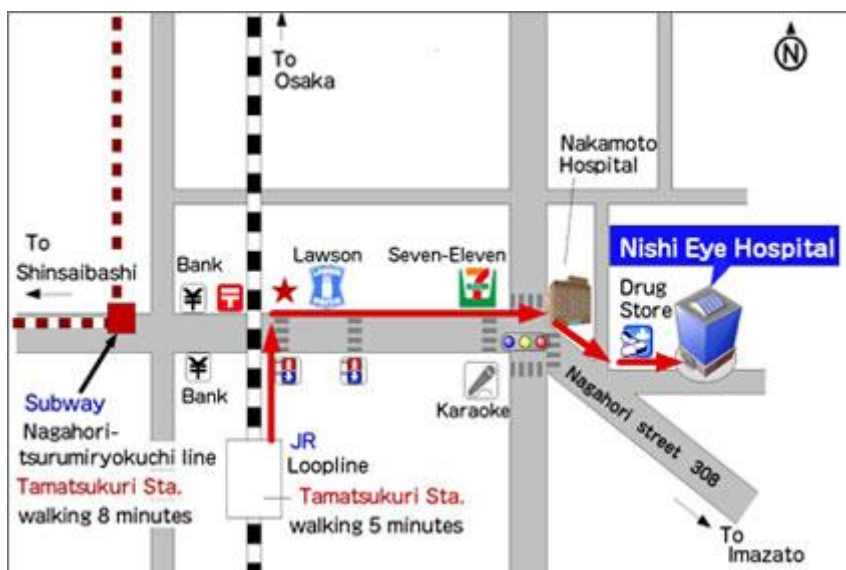 To
Osaka
N
Nakamoto
Hospital
To
Shinsaibashi
Bank
Lawson
Seven-Eleven
Nishi Eye Hospital
Drug
Store
¥
〒
7
¥
Bank
Karaoke
Subway
Nagahori-
tsurumiryokuchi line
Tamatsukuri Sta.
walking 8 minutes
JR
Loopline
Tamatsukuri Sta.
walking 5 minutes
Nagahori street 308
To
Imazato